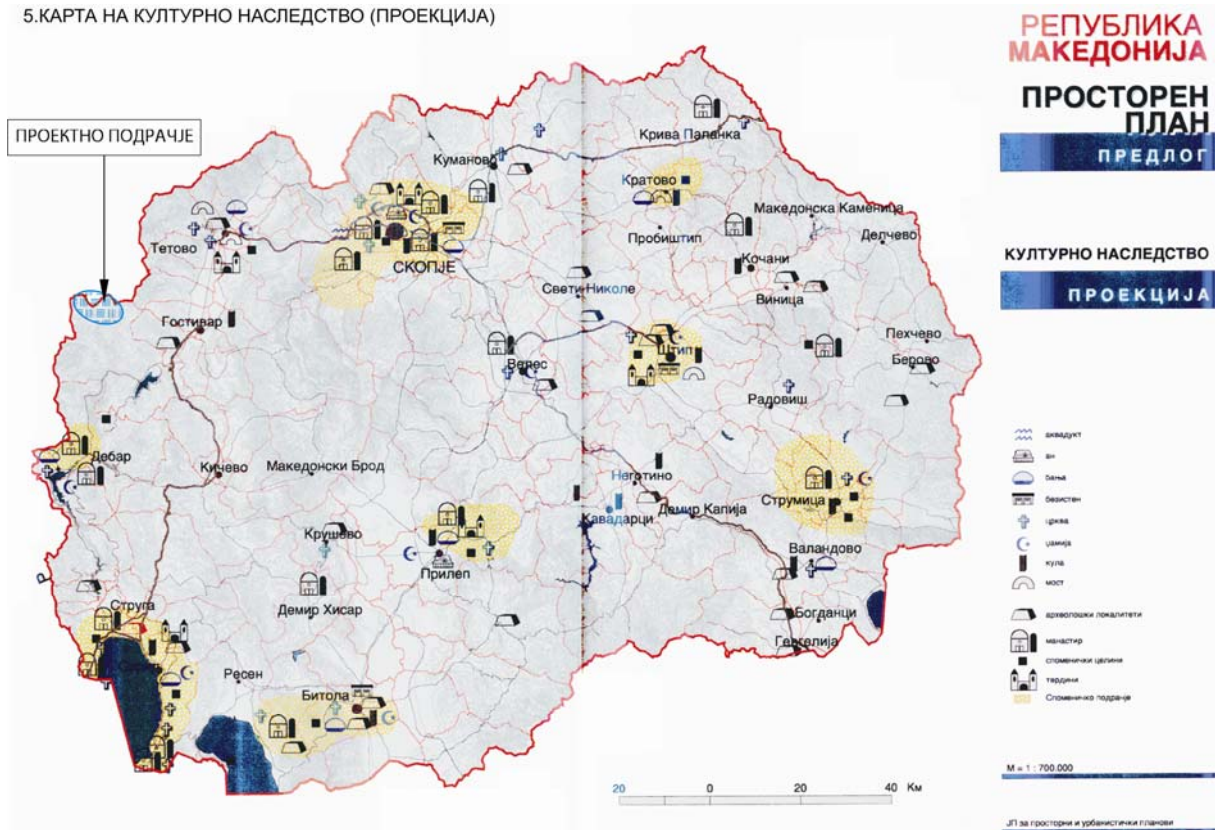 5.КАРТА НА КУЛТУРНО НАСЛЕДСТВО (ПРОЕКЦИЈА)
РЕПУБЛИКА
МАКЕДОНИЈА
ПРОСТОРЕН
ПЛАН
ПРЕДЛОГ
КУЛТУРНО НАСЛЕДСТВО
ПРОЕКЦИЈА
ПРОЕКТНО ПОДРАЧЈЕ
Крива Паланка
Куманово
Кратово
Македонска Каменица
Делчево
Пробиштип
Тетово
СКОПЈЕ
Кочани
Свети Николе
Виница
Гостивар
Пехчево
Штип
Берово
Велес
Радовиш
Дебар
Кичево
Македонски Брод
Неготино
Струмица
Кавадарци
Демир Капија
Крушево
Прилеп
Валандово
Струга
Демир Хисар
Богданци
Гевгелија
Ресен
Битола
аквадукт
ан
бања
безистен
црква
џамија
кула
мост
археолошки локалитети
манастир
споменички целини
тврдини
Споменичко подрачје
М = 1 : 700.000
20 0 20 40 Км
ЈП за просторни и урбанистички планови